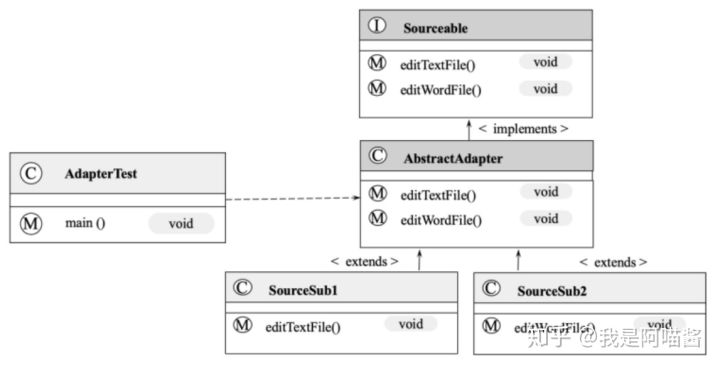 I Sourceable
M editTextFile() void
M editWordFile() void
< implements >
C AbstractAdapter
M editTextFile() void
M editWordFile() void
C AdapterTest
M main () void
< extends >
< extends >
C SourceSub1
M editTextFile() void
C SourceSub2
M editWordFile() void
知乎 @我是阿喵酱